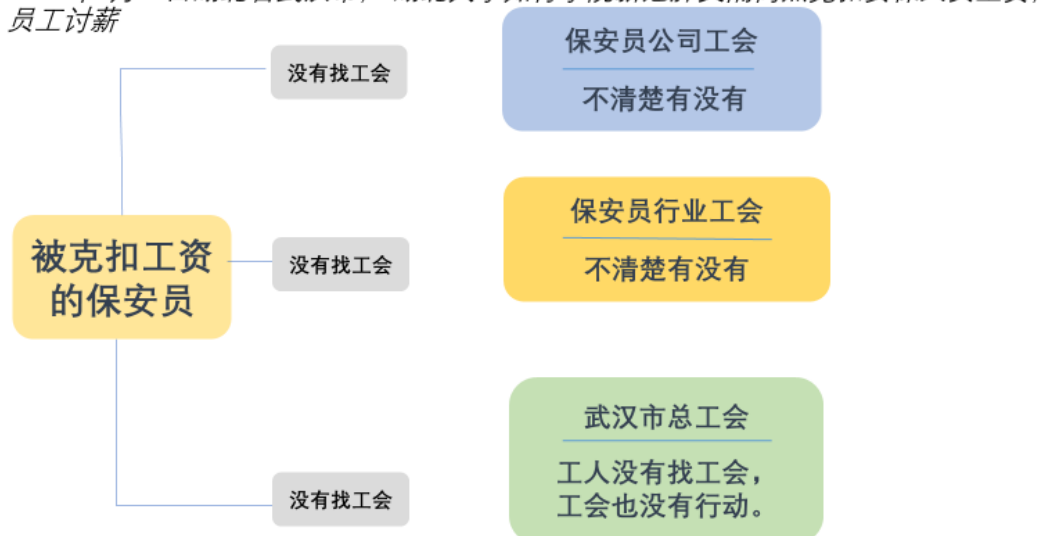 员工讨薪
没有找工会
保安员公司工会
不清楚有没有
被克扣工资
的保安员
没有找工会
保安员行业工会
不清楚有没有
没有找工会
武汉市总工会
工人没有找工会，
工会也没有行动。